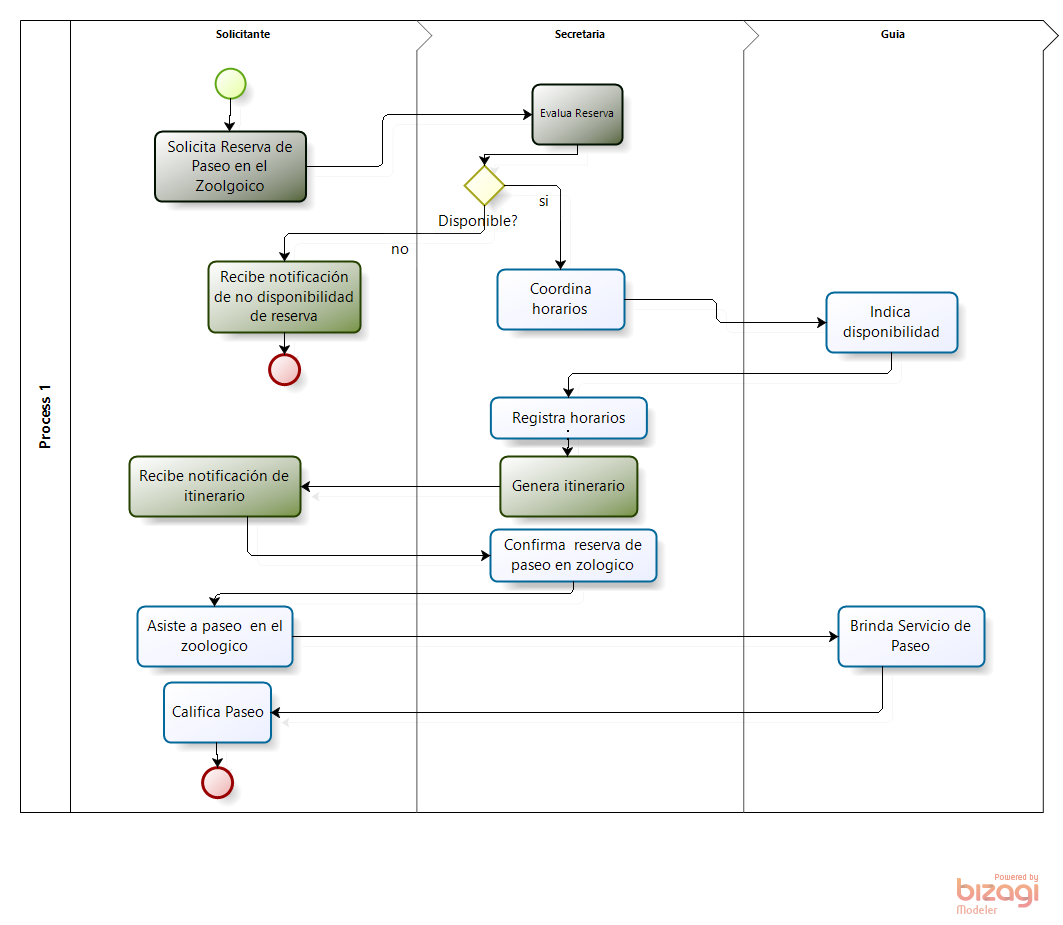 Solicitante
Secretaria
Guia
Process 1
Solicita Reserva de
Paseo en el
Zoolgoico
Evalua Reserva
si
Disponible?
no
Recibe notificación
de no disponibilidad
de reserva
Coordina
horarios
Indica
disponibilidad
Registra horarios
.
Recibe notificación de
itinerario
Genera itinerario
Confirma reserva de
paseo en zologico
Asiste a paseo en el
zoologico
Brinda Servicio de
Paseo
Califica Paseo
Powered by
bizagi
Modeler